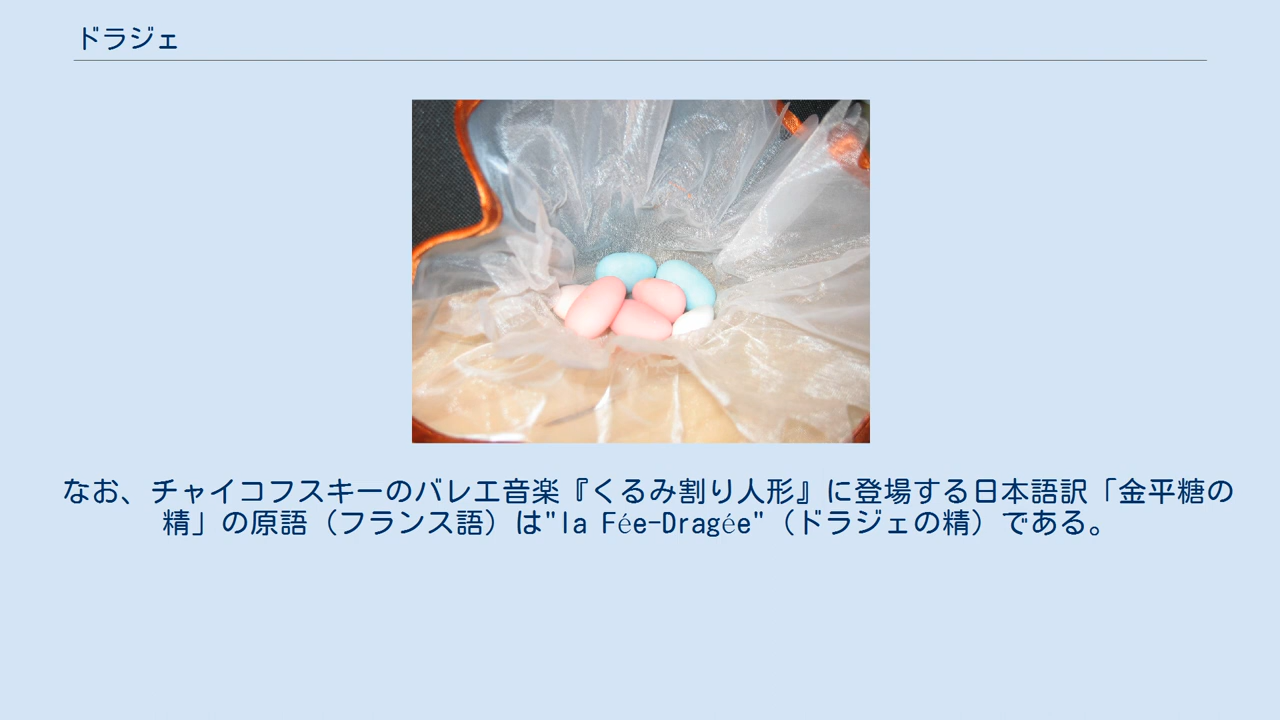 ドラジェ
なお、チャイコフスキーのバレエ音楽『くるみ割り人形』に登場する日本語訳「金平糖の
精」の原語（フランス語）は"la Fée-Dragée"（ドラジェの精）である。